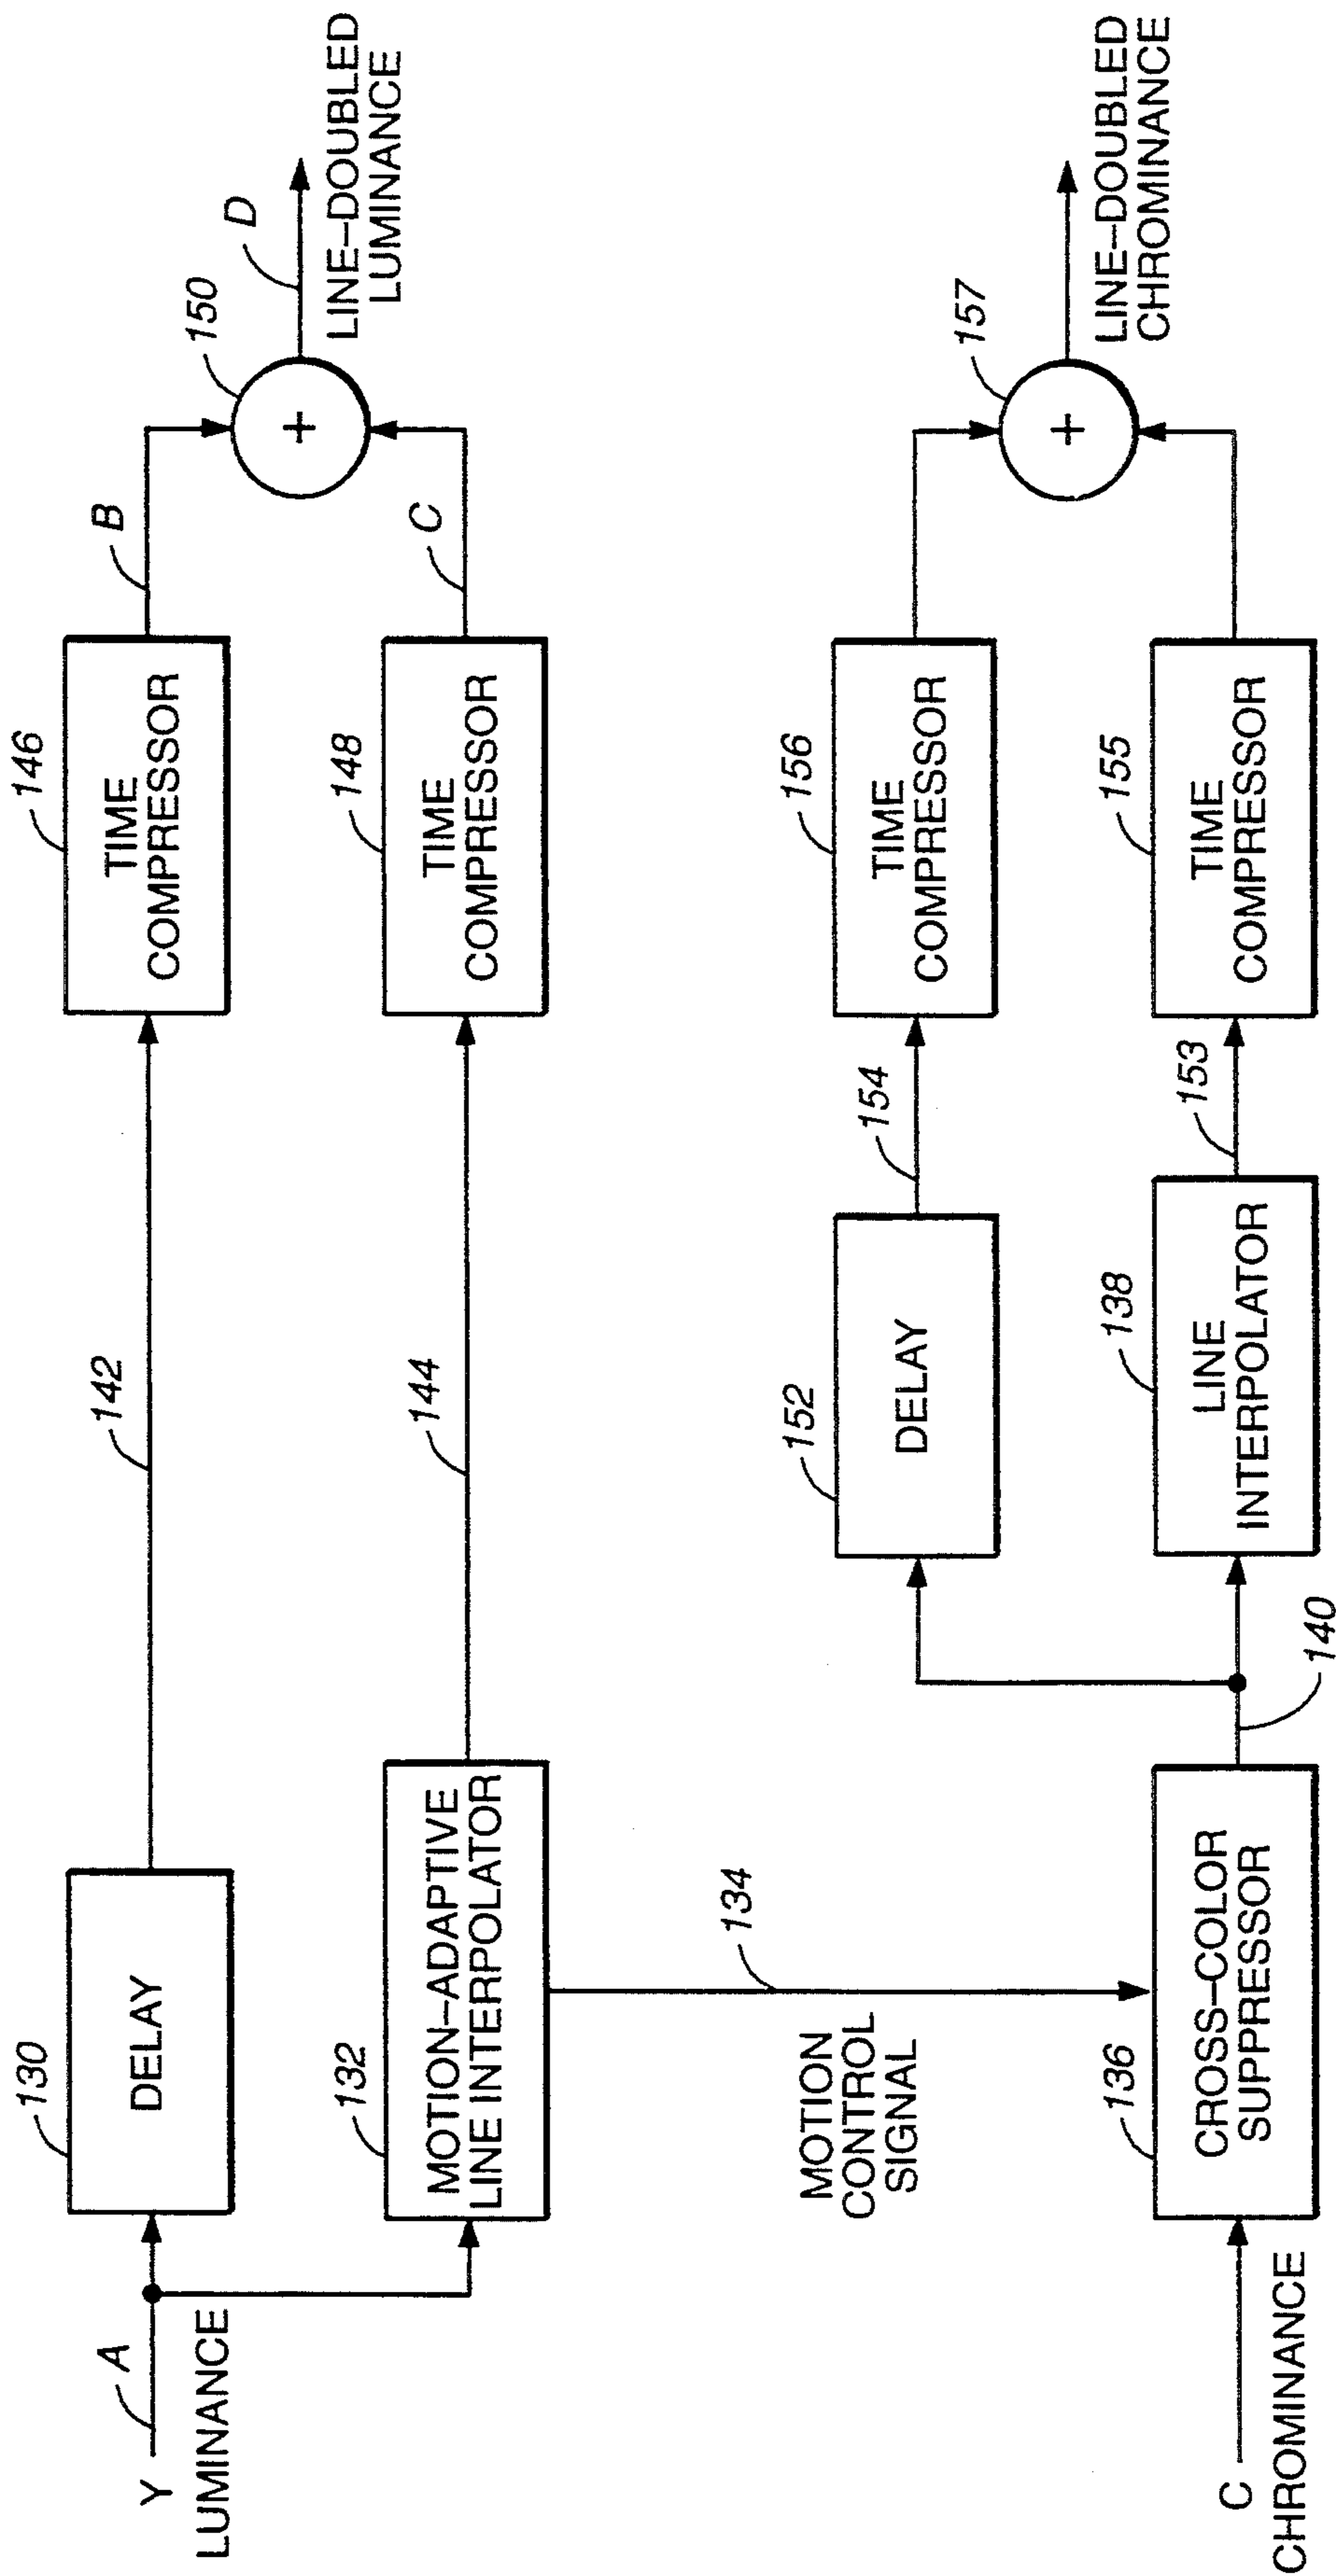 Y
LUMINANCE
A
130
DELAY
142
146
TIME
COMPRESSOR
B
132
MOTION–ADAPTIVE
LINE INTERPOLATOR
144
148
TIME
COMPRESSOR
C
150
+
D
LINE–DOUBLED
LUMINANCE
MOTION
CONTROL
SIGNAL
134
C
CHROMINANCE
136
CROSS–COLOR
SUPPRESSOR
140
152
DELAY
154
156
TIME
COMPRESSOR
138
LINE
INTERPOLATOR
153
155
TIME
COMPRESSOR
157
+
LINE–DOUBLED
CHROMINANCE